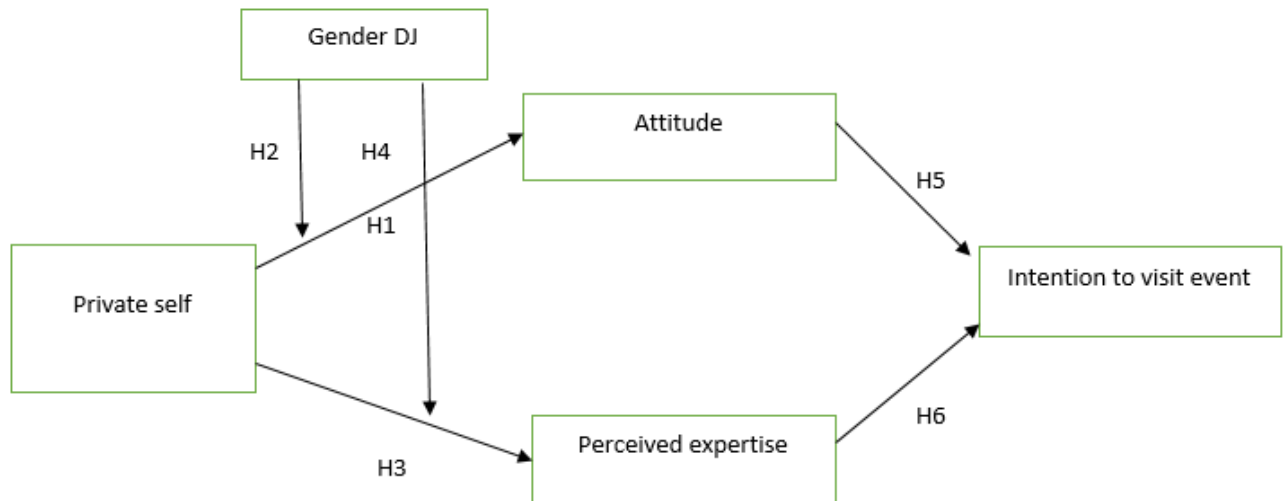 Gender DJ
Attitude
H2
H4
H5
H1
Private self
Intention to visit event
H6
Perceived expertise
H3